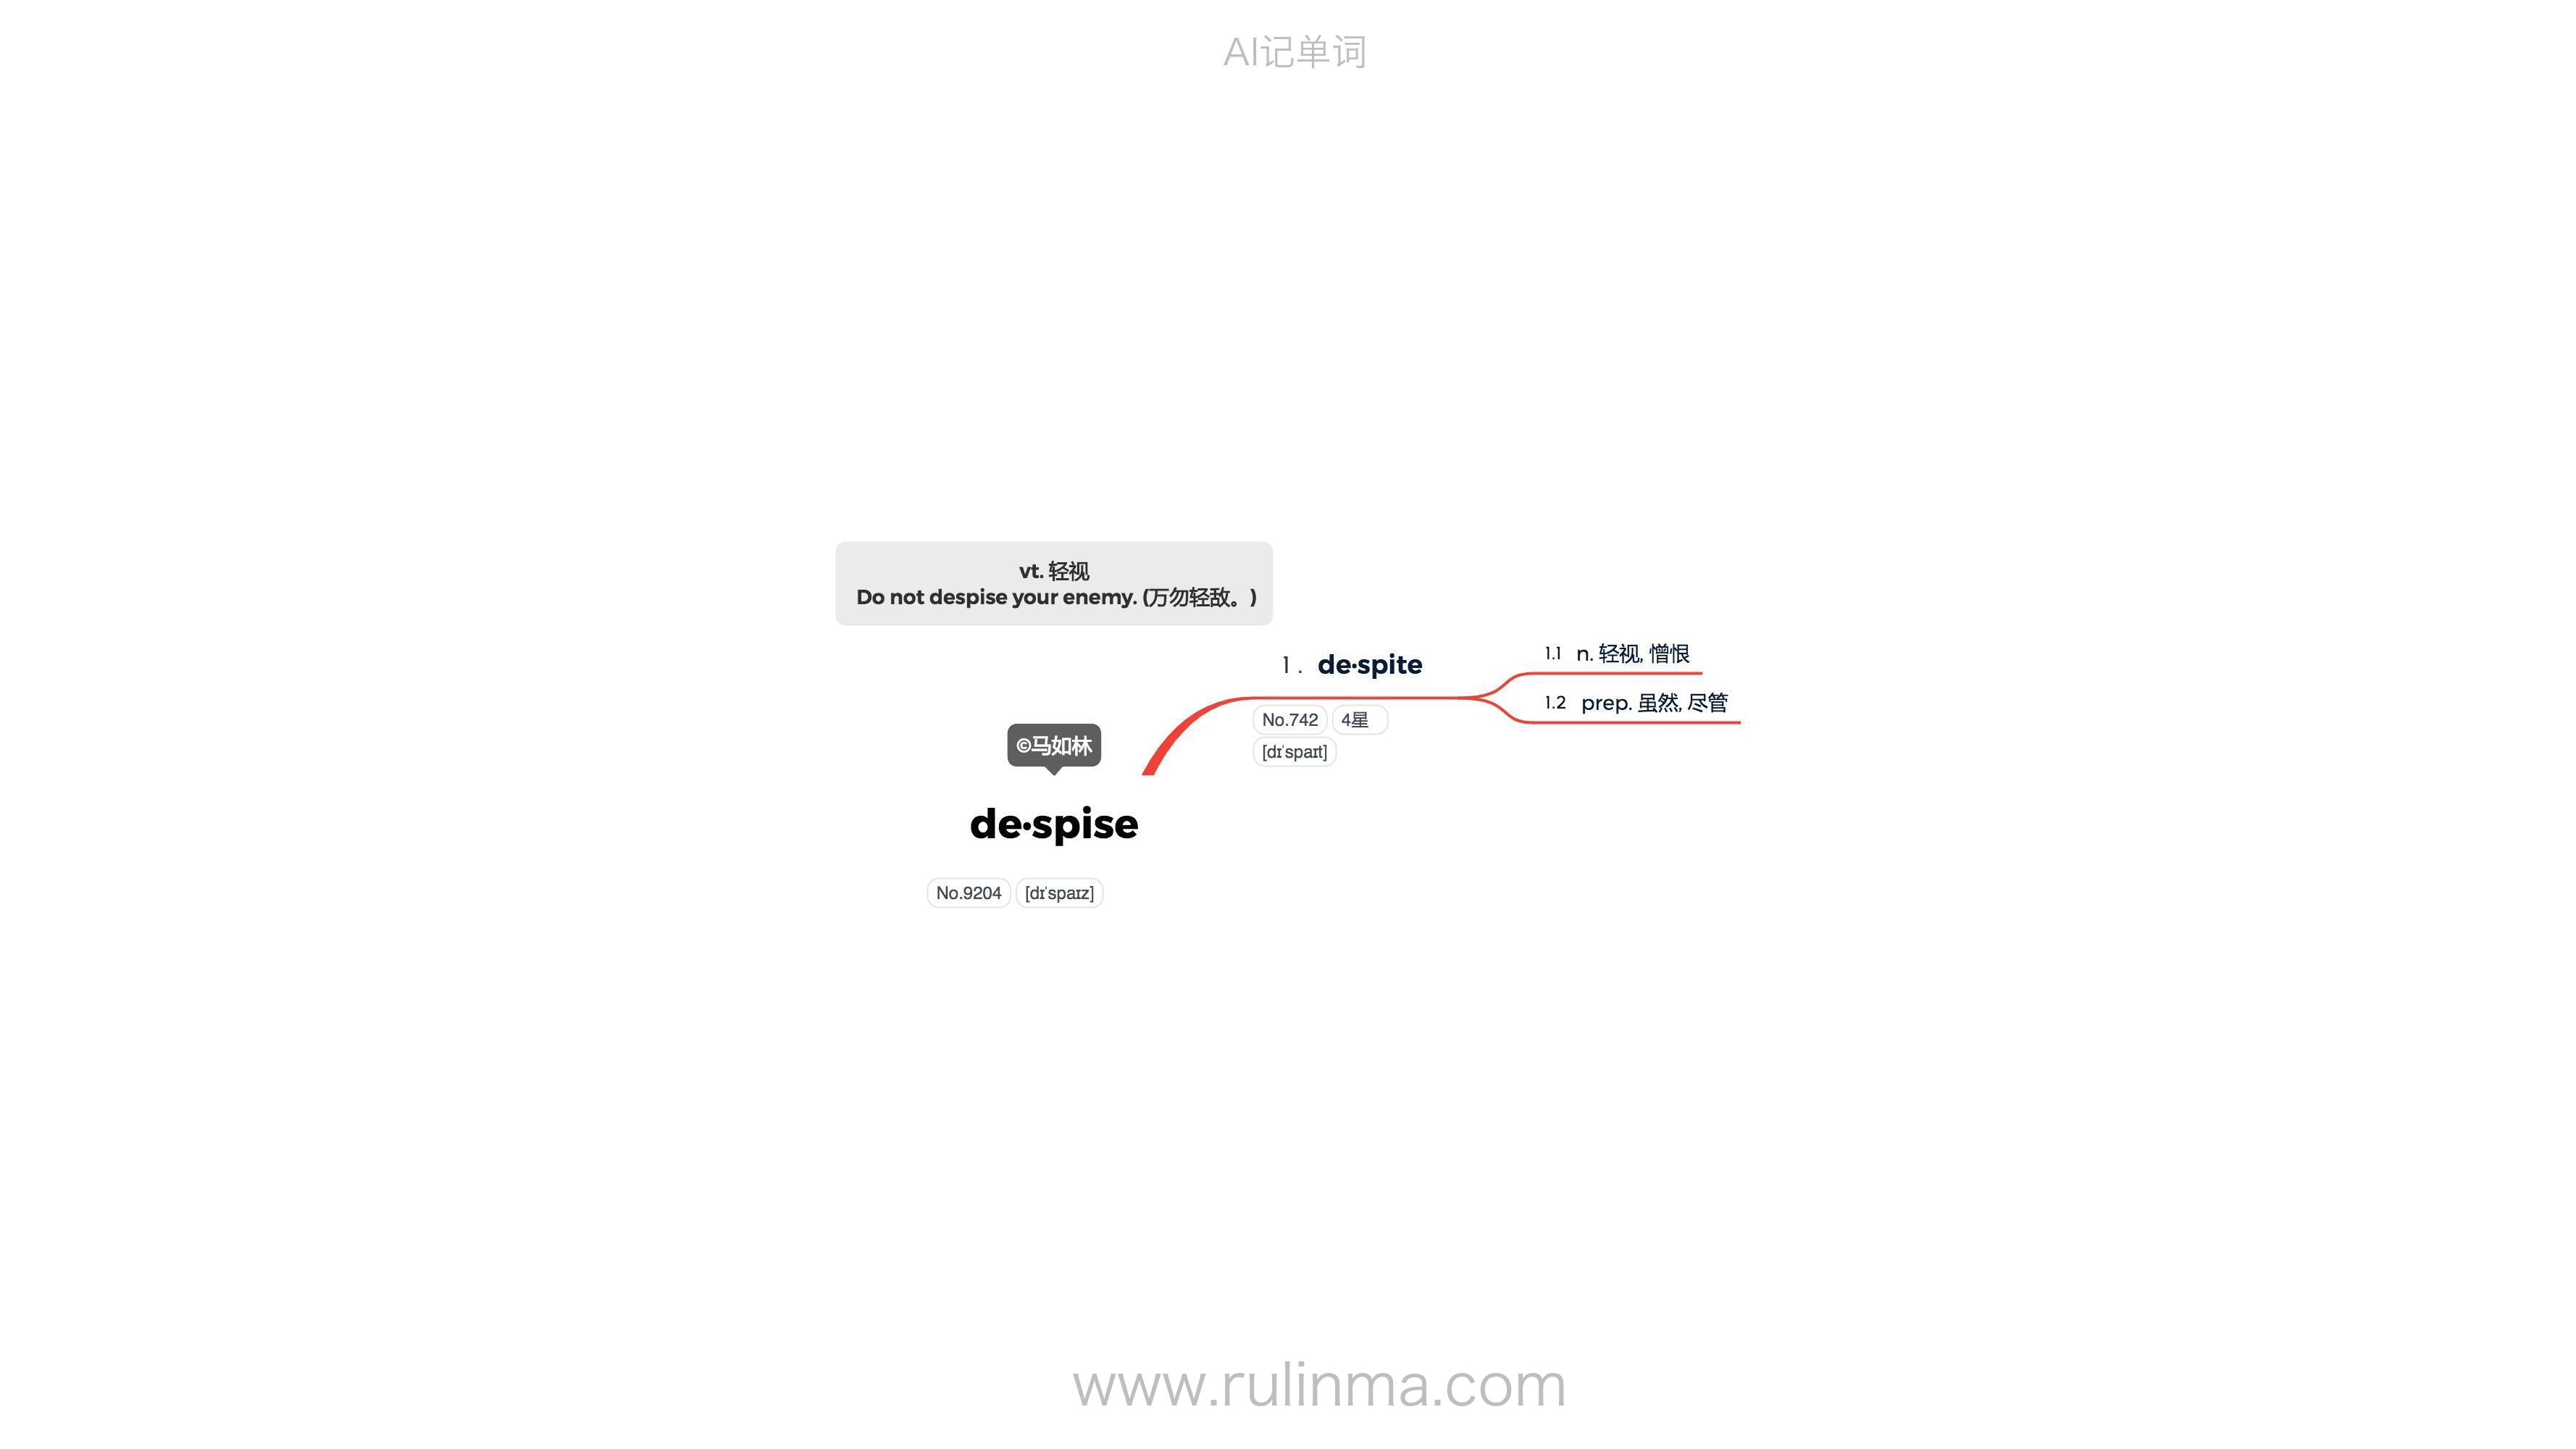 AI记单词
vt. 轻视
Do not despise your enemy. (万勿轻敌。)
1. de·spite
No.742 4星
[dɪˈspaɪt]
1.1 n. 轻视, 憎恨
1.2 prep. 虽然, 尽管
©马如林
de·spise
No.9204 [dɪˈspaɪz]
www.rulinma.com